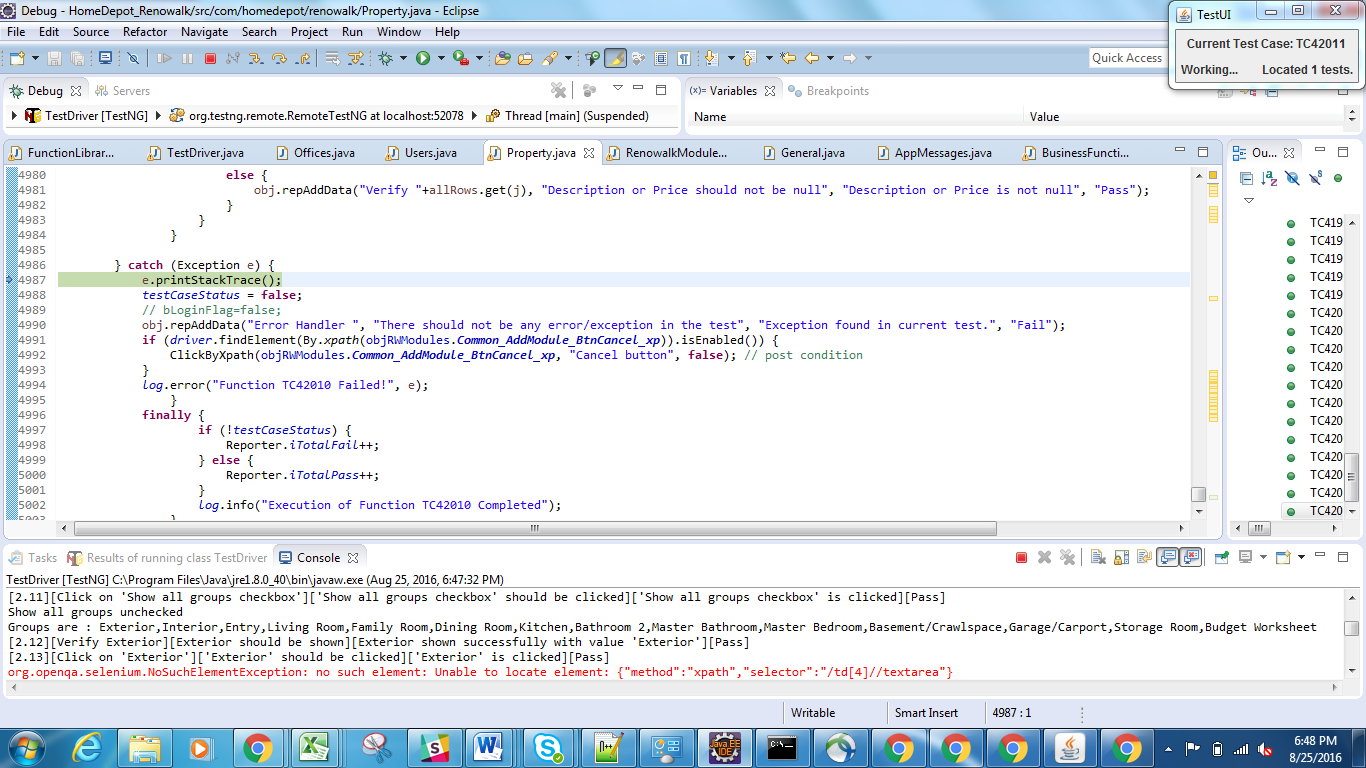 Debug - HomeDepot_Renowalk/src/com/homedepot/renowalk/Property.java - Eclipse
File Edit Source Refactor Navigate Search Project Run Window Help
TestUI
Current Test Case: TC42011
Working... Located 1 tests.
Quick Access
Debug Servers
TestDriver [TestNG] org.testng.remote.RemoteTestNG at localhost:52078 Thread [main] (Suspended)
(x)= Variables Breakpoints
Name Value
FunctionLibrar... TestDriver.java Offices.java Users.java Property.java RenowalkModule... General.java AppMessages.java BusinessFuncti...
Ou...
4980 else {
4981 obj.repAddData("Verify "+allRows.get(j), "Description or Price should not be null", "Description or Price is not null", "Pass");
4982 }
4983 }
4984 }
4985
4986 } catch (Exception e) {
4987 e.printStackTrace();
4988 testCaseStatus = false;
4989 // bLoginFlag=false;
4990 obj.repAddData("Error Handler ", "There should not be any error/exception in the test", "Exception found in current test.", "Fail");
4991 if (driver.findElement(By.xpath(objRWModules.Common_AddModule_BtnCancel_xp)).isEnabled()) {
4992 ClickByXpath(objRWModules.Common_AddModule_BtnCancel_xp, "Cancel button", false); // post condition
4993 }
4994 log.error("Function TC42010 Failed!", e);
4995 }
4996 finally {
4997 if (!testCaseStatus) {
4998 Reporter.iTotalFail++;
4999 } else {
5000 Reporter.iTotalPass++;
5001 }
5002 log.info("Execution of Function TC42010 Completed");
5003 }
TC419
TC419
TC419
TC419
TC419
TC420
TC420
TC420
TC420
TC420
TC420
TC420
TC420
TC420
TC420
TC420
TC420
Tasks Results of running class TestDriver Console
TestDriver [TestNG] C:\Program Files\Java\jre1.8.0_40\bin\javaw.exe (Aug 25, 2016, 6:47:32 PM)
[2.11][Click on 'Show all groups checkbox']['Show all groups checkbox' should be clicked]['Show all groups checkbox' is clicked][Pass]
Show all groups unchecked
Groups are : Exterior,Interior,Entry,Living Room,Family Room,Dining Room,Kitchen,Bathroom 2,Master Bathroom,Master Bedroom,Basement/Crawlspace,Garage/Carport,Storage Room,Budget Worksheet
[2.12][Verify Exterior][Exterior should be shown][Exterior shown successfully with value 'Exterior'][Pass]
[2.13][Click on 'Exterior']['Exterior' should be clicked]['Exterior' is clicked][Pass]
org.openqa.selenium.NoSuchElementException: no such element: Unable to locate element: {"method":"xpath","selector":"/td[4]//textarea"}
Writable Smart Insert 4987 : 1
6:48 PM
8/25/2016